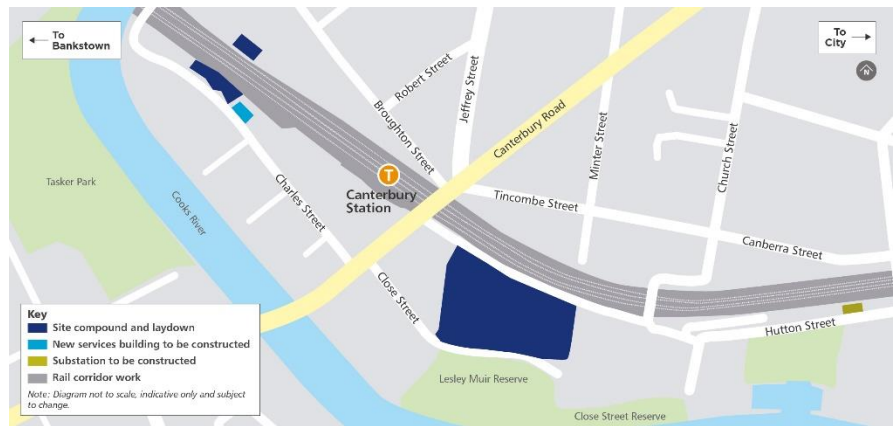 To
Bankstown
To
City
N
Robert Street
Jeffrey Street
Broughton Street
Canterbury Road
Minter Street
Church Street
T
Canterbury
Station
Tasker Park
Cooks River
Charles Street
Tincombe Street
Canberra Street
Close Street
Hutton Street
Lesley Muir Reserve
Close Street Reserve
Key
Site compound and laydown
New services building to be constructed
Substation to be constructed
Rail corridor work
Note: Diagram not to scale, indicative only and subject
to change.